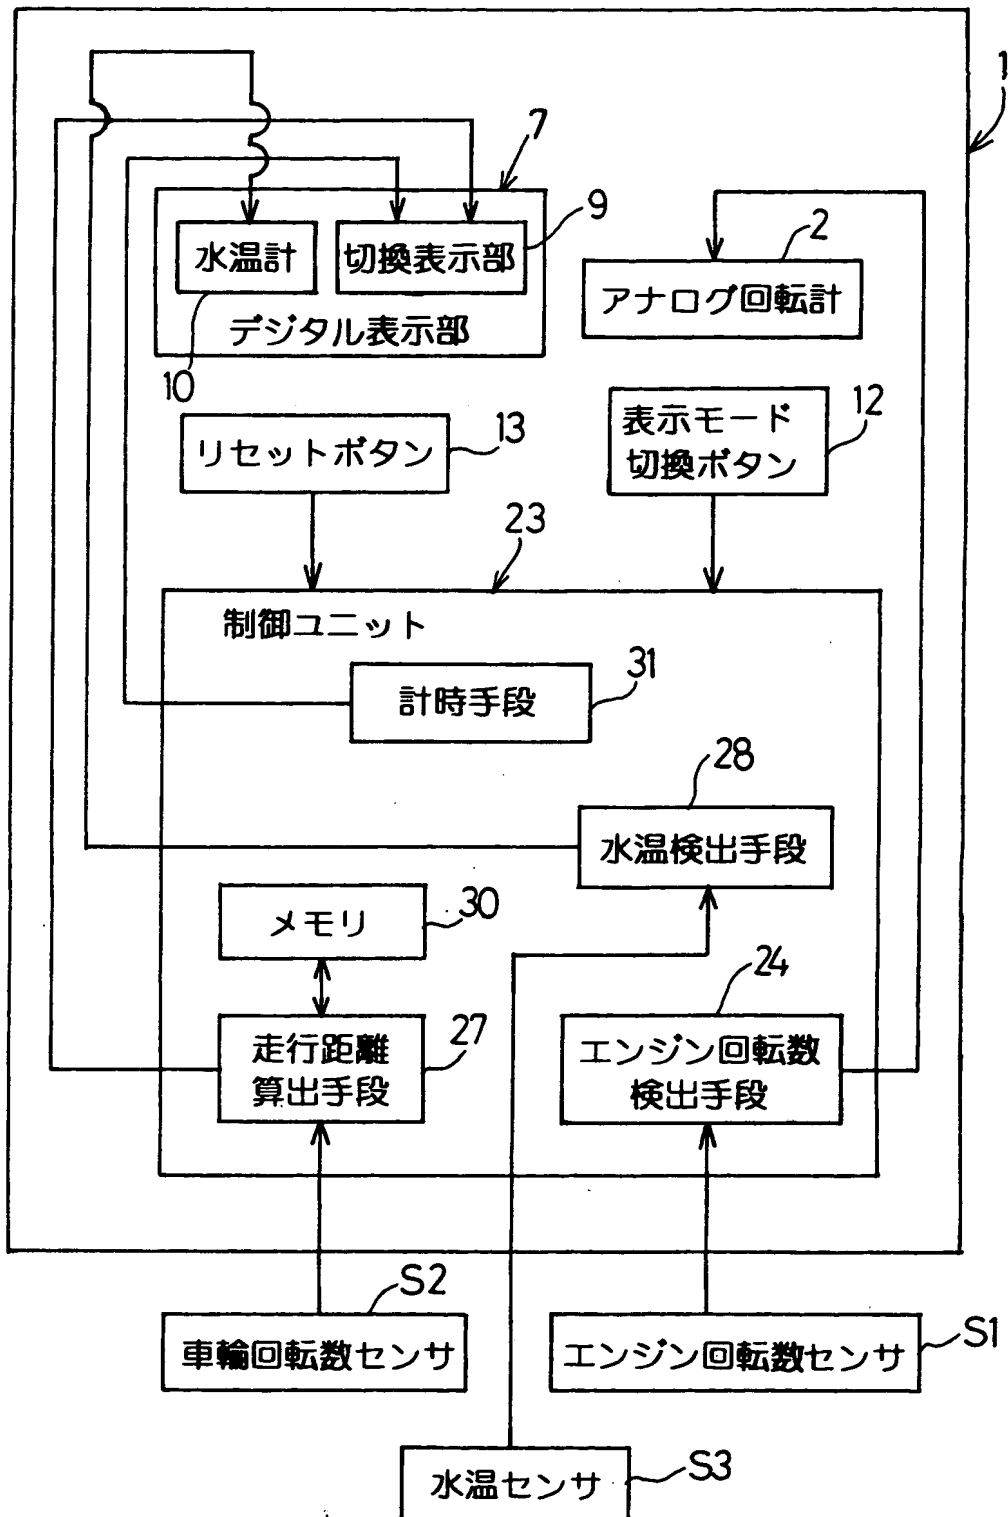 1
7
9
2
水温計
切換表示部
アナログ回転計
デジタル表示部
10
13
12
リセットボタン
表示モード
切換ボタン
23
制御ユニット
31
計時手段
28
水温検出手段
30
メモリ
24
27
走行距離
算出手段
エンジン回転数
検出手段
S2
車輪回転数センサ
S1
エンジン回転数センサ
S3
水温センサ